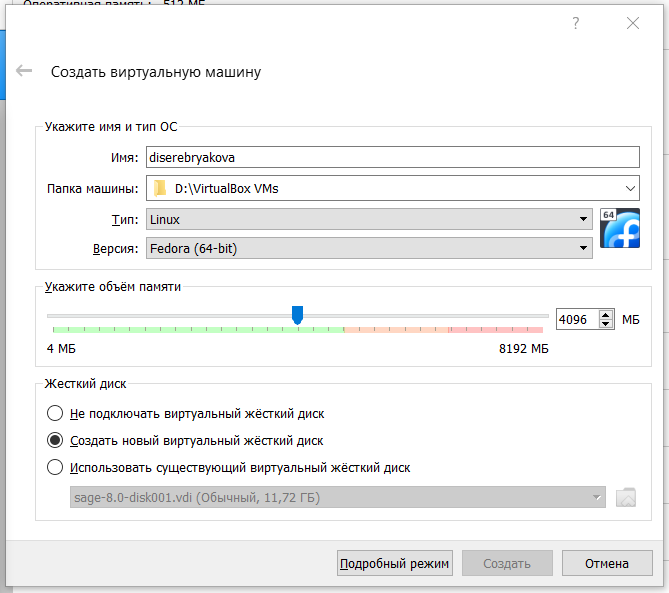 Оперативная память: 512 МБ
?
Создать виртуальную машину
Укажите имя и тип ОС
Имя: diserebryakova
Папка машины: D:\VirtualBox VMs
Тип: Linux
64
Версия: Fedora (64-bit)
Укажите объём памяти
4096 МБ
4 МБ 8192 МБ
Жесткий диск
Не подключать виртуальный жёсткий диск
Создать новый виртуальный жёсткий диск
Использовать существующий виртуальный жёсткий диск
sage-8.0-disk001.vdi (Обычный, 11,72 ГБ)
Подробный режим Создать Отмена